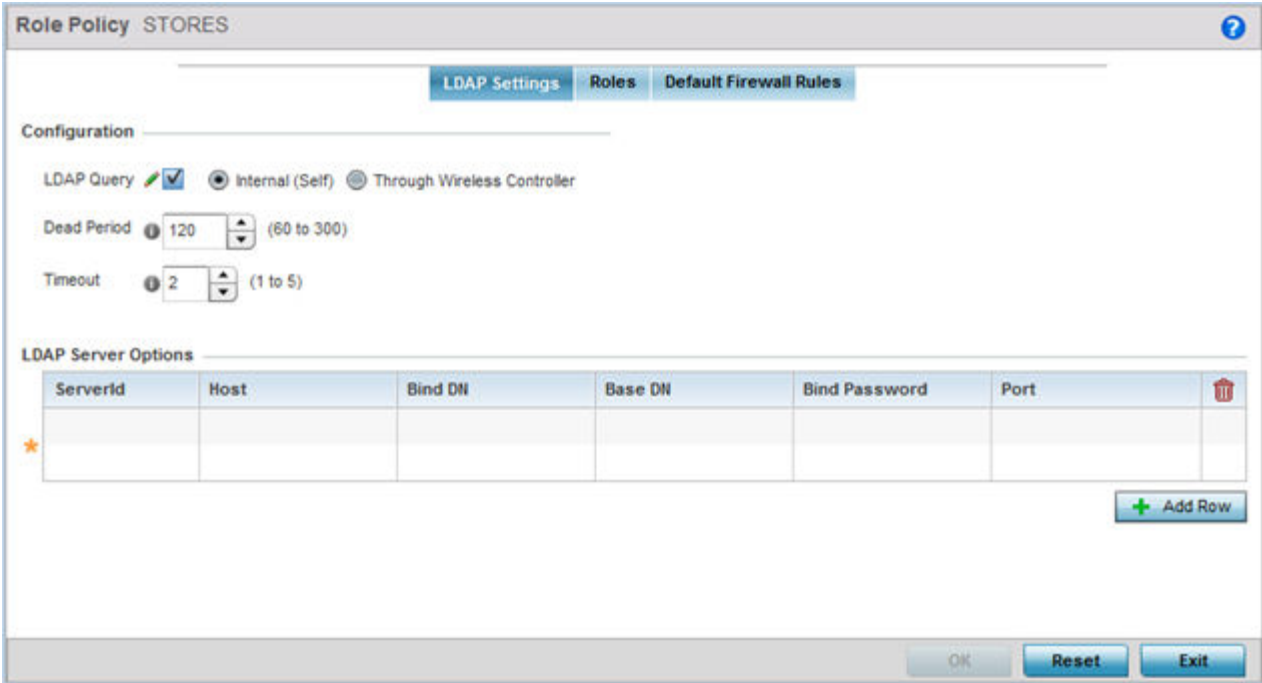 Role Policy STORES ?
LDAP Settings Roles Default Firewall Rules
Configuration
LDAP Query Internal (Self) Through Wireless Controller
Dead Period i 120 (60 to 300)
Timeout i 2 (1 to 5)
LDAP Server Options
ServerId Host Bind DN Base DN Bind Password Port
* 
+ Add Row
OK Reset Exit